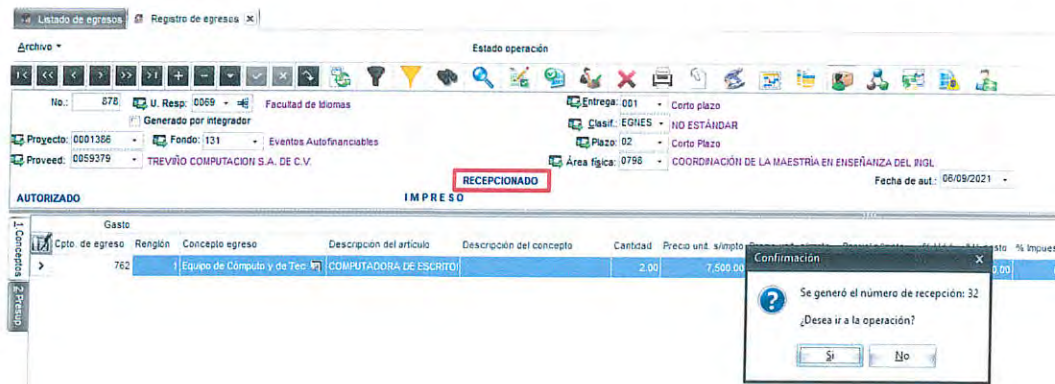 Listado de egresos Registro de egresos x
Archivo Estado operación
No.: 878 U. Resp: 0069 Facultad de Idiomas Entrega: 001 Corto plazo
Generado por integrador Clasif.: EGNES NO ESTÁNDAR
Proyecto: 0001386 Fondo: 131 Eventos Autofinanciables Plazo: 02 Corto Plazo
Proveed: 0059379 TREVIÑO COMPUTACION S.A. DE C.V. Área física: 0798 COORDINACIÓN DE LA MAESTRÍA EN ENSEÑANZA DEL INGL
RECEPCIONADO Fecha de aut.: 06/09/2021
AUTORIZADO IMPRESO
1.Conceptos
2.Presup
Gasto
Cpto. de egreso Renglón Concepto egreso Descripción del artículo Descripción del concepto Cantidad Precio unit. s/impto % Impues
762 1 Equipo de Cómputo y de Tec COMPUTADORA DE ESCRITO 2.00 7,500.00
Confirmación x
Se generó el número de recepción: 32
¿Desea ir a la operación?
Si No